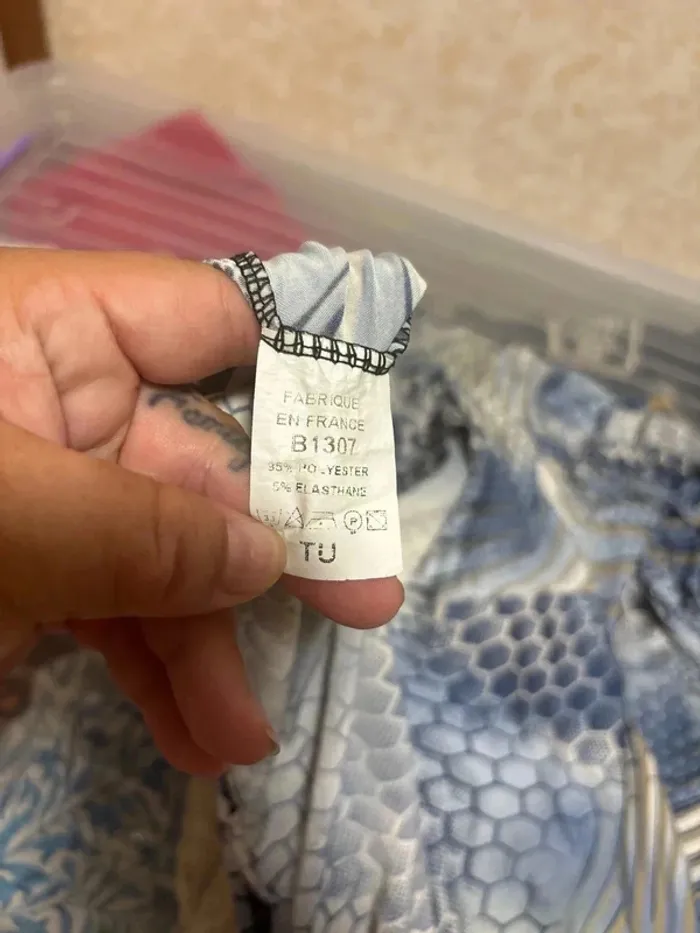 FABRIQUE
EN FRANCE
B1307
95% POLYESTER
5% ELASTHANE
P
TU